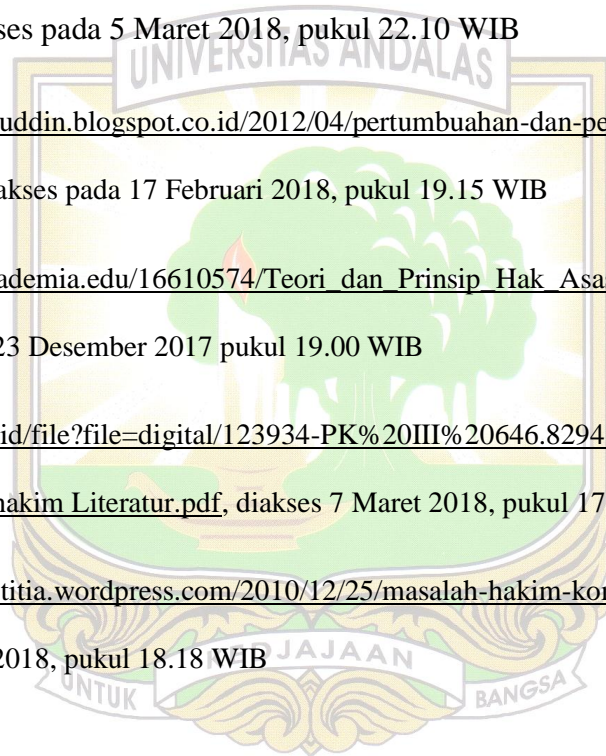 ses pada 5 Maret 2018, pukul 22.10 WIB
UNIVERSITAS ANDALAS
uddin.blogspot.co.id/2012/04/pertumbuahan-dan-pe
akses pada 17 Februari 2018, pukul 19.15 WIB
ademia.edu/16610574/Teori_dan_Prinsip_Hak_Asas
23 Desember 2017 pukul 19.00 WIB
id/file?file=digital/123934-PK%20III%20646.8294
hakim Literatur.pdf, diakses 7 Maret 2018, pukul 17
titia.wordpress.com/2010/12/25/masalah-hakim-kor
2018, pukul 18.18 WIB
UNTUK KEDJAJAAN BANGSA